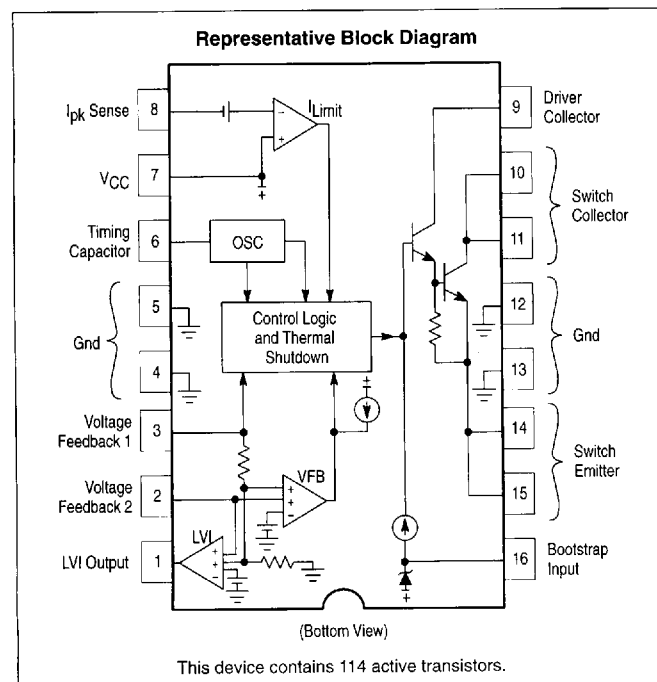 Representative Block Diagram
Ipk Sense
8
ILimit
9
Driver
Collector
VCC
7
10
Switch
Collector
11
Timing
Capacitor
6
OSC
5
Gnd
4
Control Logic
and Thermal
Shutdown
12
Gnd
13
Voltage
Feedback 1
3
14
Switch
Emitter
15
Voltage
Feedback 2
2
VFB
LVI
LVI Output
1
16
Bootstrap
Input
(Bottom View)
This device contains 114 active transistors.